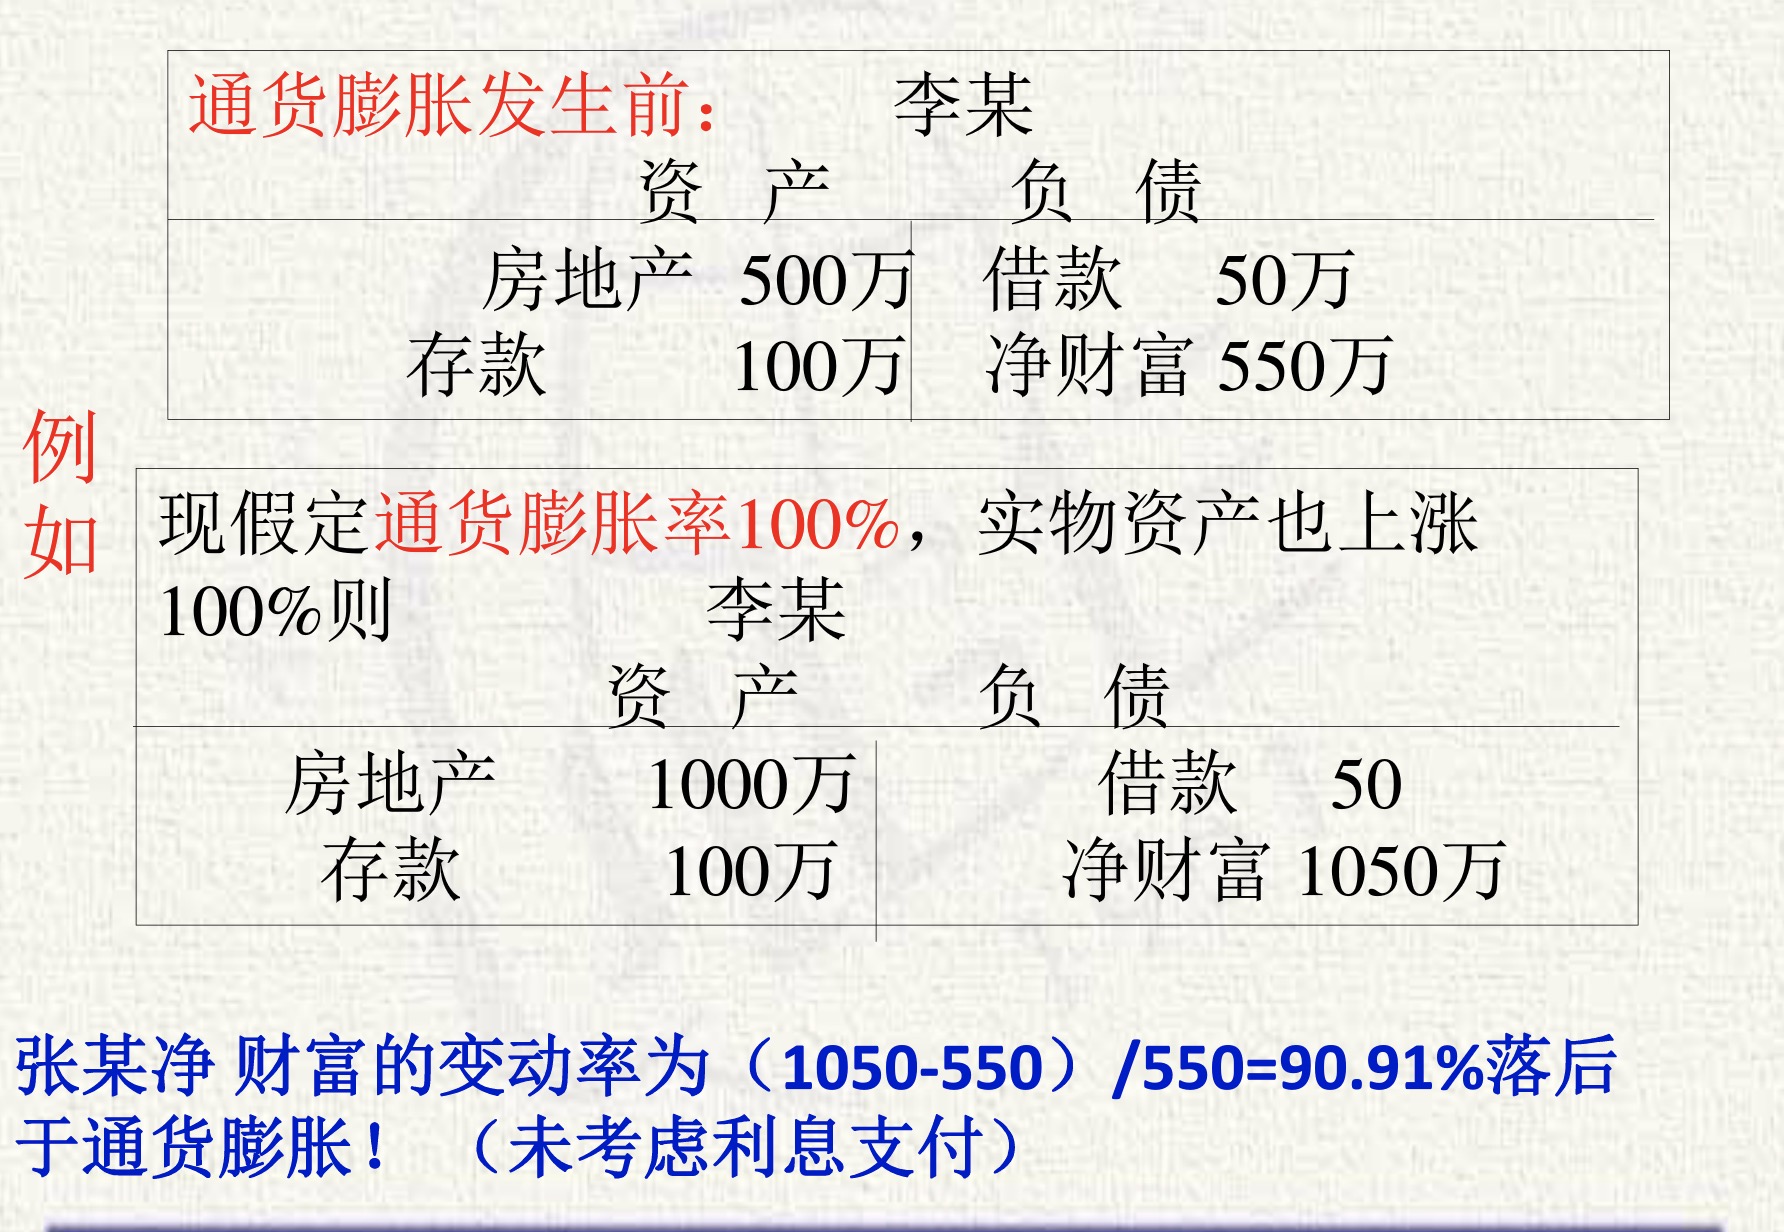 通货膨胀发生前： 李某
资 产 负 债
房地产 500万 借款 50万
存款 100万 净财富 550万
例
如
现假定通货膨胀率100%，实物资产也上涨
100%则 李某
资 产 负 债
房地产 1000万 借款 50
存款 100万 净财富 1050万
张某净 财富的变动率为（1050-550）/550=90.91%落后
于通货膨胀！ （未考虑利息支付）